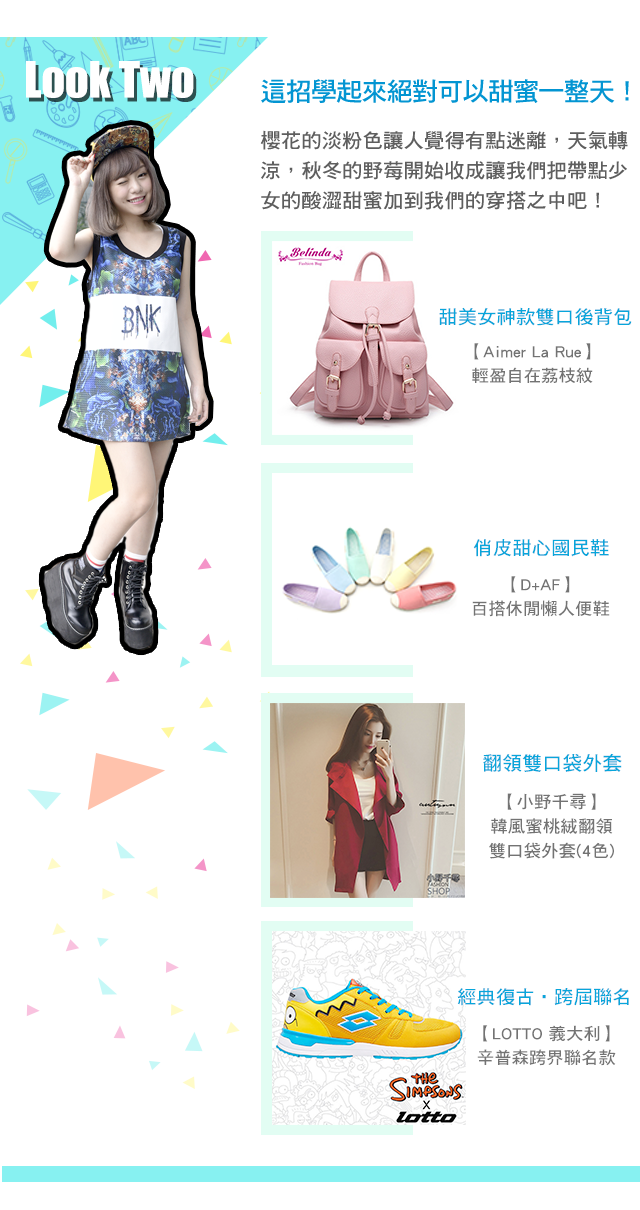 Look Two
這招學起來絕對可以甜蜜一整天！
櫻花的淡粉色讓人覺得有點迷離，天氣轉
涼，秋冬的野莓開始收成讓我們把帶點少
女的酸澀甜蜜加到我們的穿搭之中吧！
BNK
Belinda
Fashion Bag
甜美女神款雙口後背包
【Aimer La Rue】
輕盈自在荔枝紋
俏皮甜心國民鞋
【D+AF】
百搭休閒懶人便鞋
autumn
小野千尋
FASHION
SHOP
翻領雙口袋外套
【小野千尋】
韓風蜜桃絨翻領
雙口袋外套(4色)
經典復古・跨屆聯名
【LOTTO 義大利】
辛普森跨界聯名款
THE
SIMPSONS
X
lotto